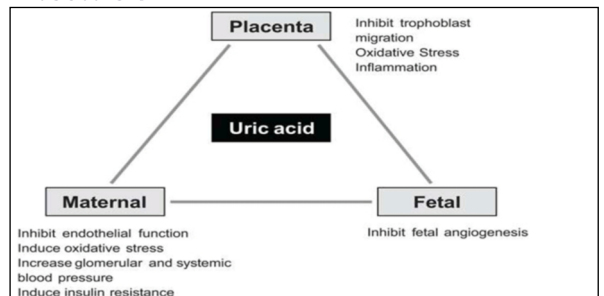 Placenta
Inhibit trophoblast
migration
Oxidative Stress
Inflammation
Uric acid
Maternal
Fetal
Inhibit endothelial function
Induce oxidative stress
Increase glomerular and systemic
blood pressure
Induce insulin resistance
Inhibit fetal angiogenesis